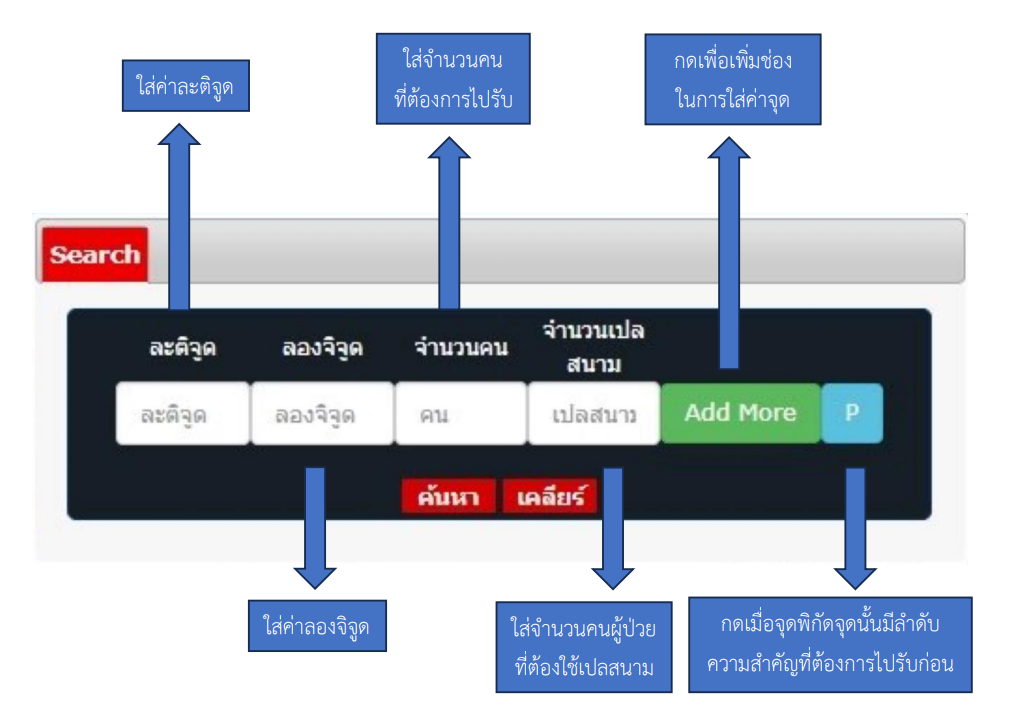 ใส่ค่าละติจูด
ใส่จำนวนคน
ที่ต้องการไปรับ
กดเพื่อเพิ่มช่อง
ในการใส่ค่าจุด
Search
ละติจูด
ลองจิจูด
จำนวนคน
จำนวนเปล
สนาม
ละติจูด
ลองจิจูด
คน
เปลสนาม
Add More
P
ค้นหา
เคลียร์
ใส่ค่าลองจิจูด
ใส่จำนวนคนผู้ป่วย
ที่ต้องใช้เปลสนาม
กดเมื่อจุดพิกัดจุดนั้นมีลำดับ
ความสำคัญที่ต้องการไปรับก่อน